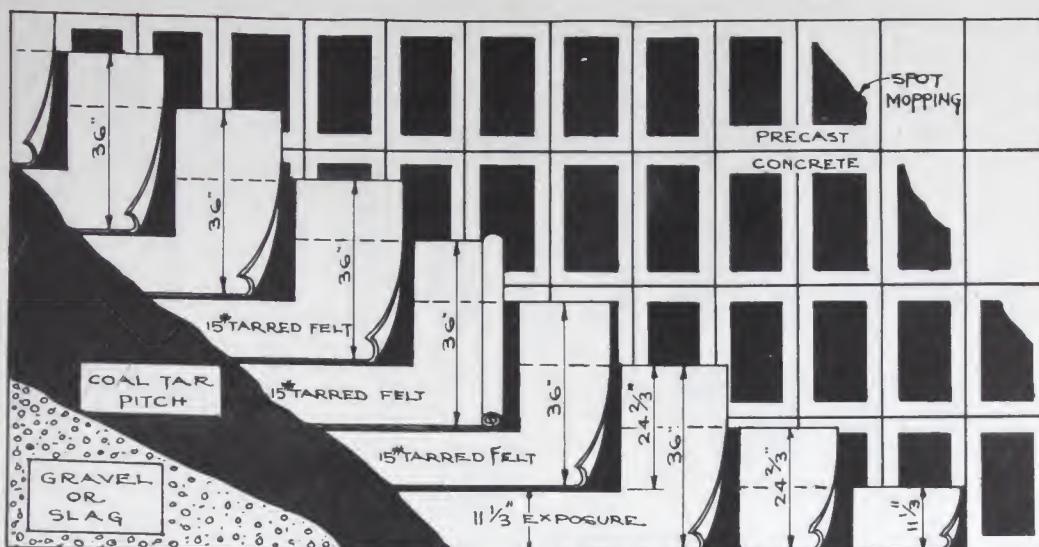 SPOT
MOPPING
PRECAST
CONCRETE
36"
36"
36"
36"
36"
24 2/3"
36"
24 2/3"
11 1/3"
15# TARRED FELT
15# TARRED FELT
15# TARRED FELT
11 1/3" EXPOSURE
COAL TAR
PITCH
GRAVEL
OR
SLAG